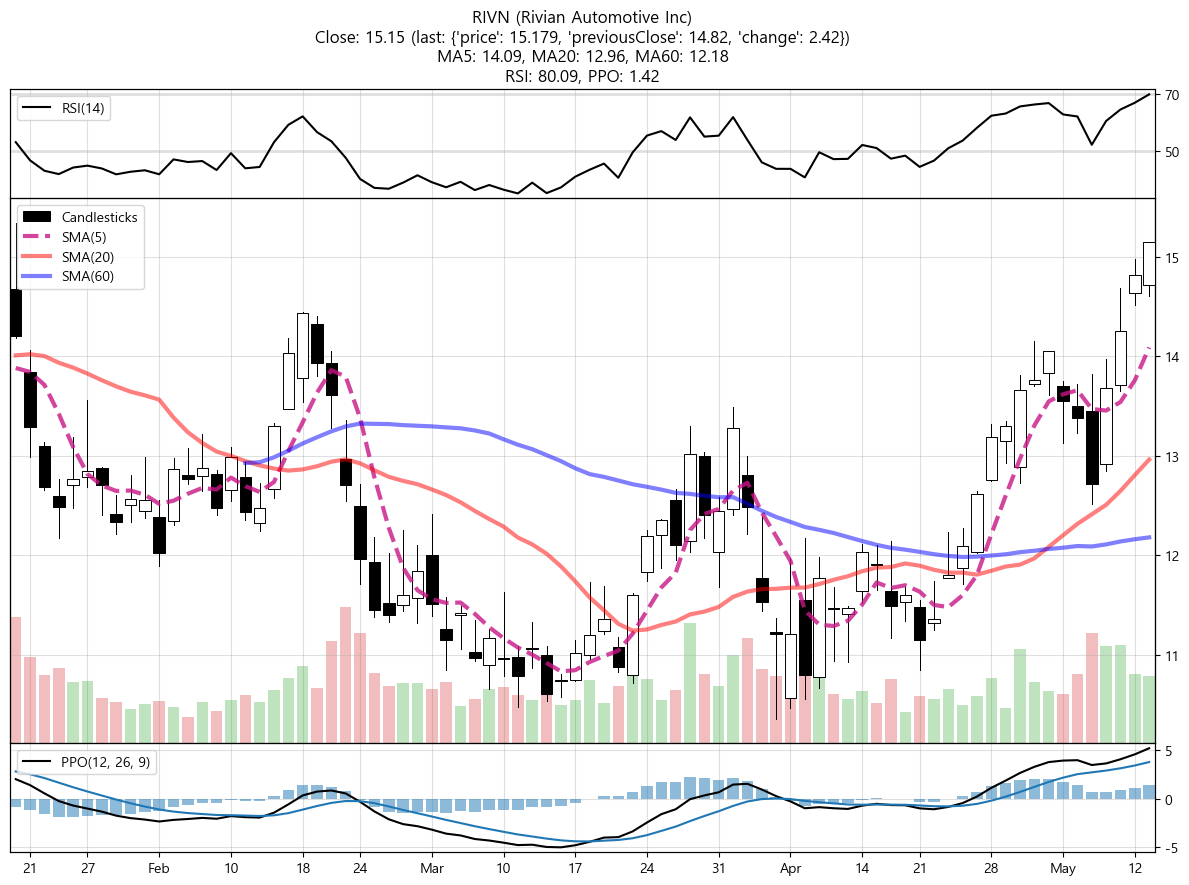 RIVN (Rivian Automotive Inc)
Close: 15.15 (last: {'price': 15.179, 'previousClose': 14.82, 'change': 2.42})
MA5: 14.09, MA20: 12.96, MA60: 12.18
RSI: 80.09, PPO: 1.42
RSI(14)
70
50
Candlesticks
SMA(5)
SMA(20)
SMA(60)
15
14
13
12
11
PPO(12, 26, 9)
5
0
-5
21 27 Feb 10 18 24 Mar 10 17 24 31 Apr 14 21 28 May 12